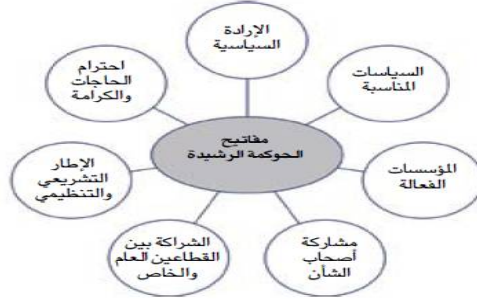 الإرادة
السياسية
السياسات
المناسبة
المؤسسات
الفعالة
مشاركة
أصحاب
الشأن
الشراكة بين
القطاعين العام
والخاص
الإطار
التشريعي
والتنظيمي
احترام
الحاجات
والكرامة
مفاتيح
الحوكمة الرشيدة